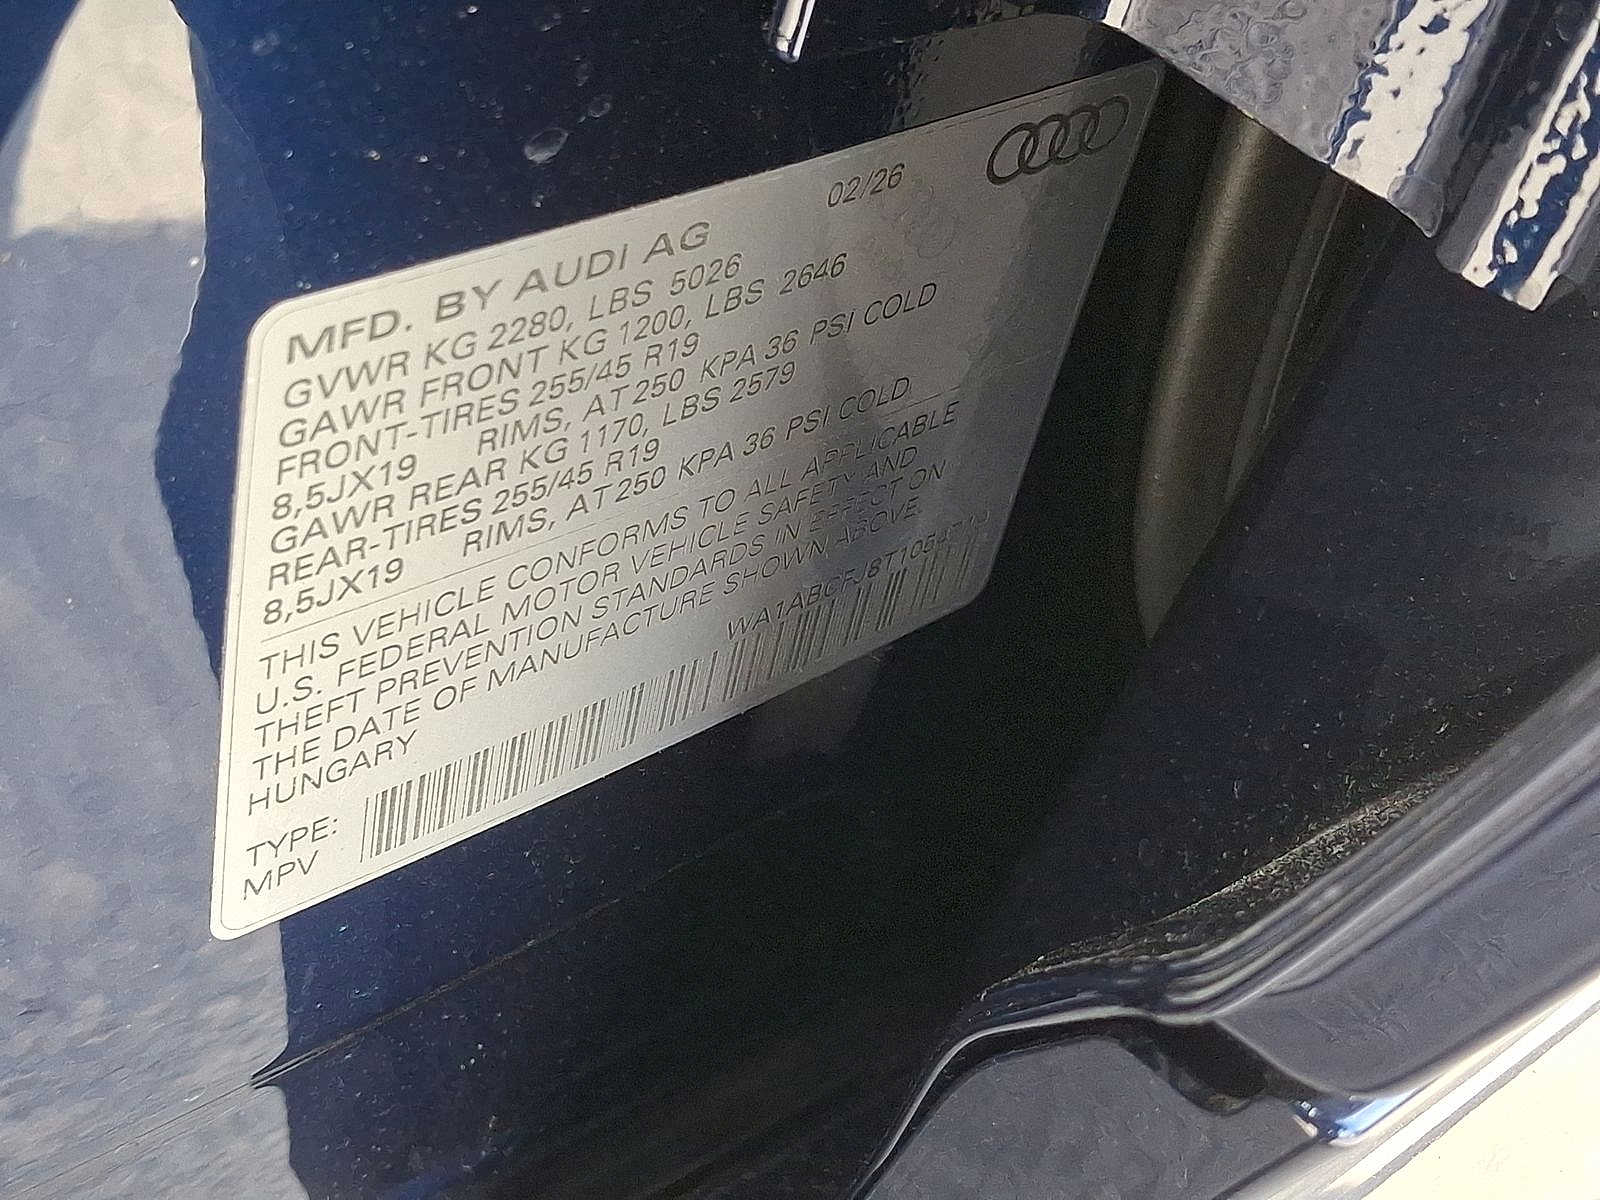 02/26
MFD. BY AUDI AG
GVWR KG 2280, LBS 5026
GAWR FRONT KG 1200, LBS 2646
FRONT-TIRES 255/45 R19
8,5JX19 RIMS, AT 250 KPA 36 PSI COLD
GAWR REAR KG 1170, LBS 2579
REAR-TIRES 255/45 R19
8,5JX19 RIMS, AT 250 KPA 36 PSI COLD
THIS VEHICLE CONFORMS TO ALL APPLICABLE
U.S. FEDERAL MOTOR VEHICLE SAFETY AND
THEFT PREVENTION STANDARDS IN EFFECT ON
THE DATE OF MANUFACTURE SHOWN ABOVE.
HUNGARY
TYPE:
MPV